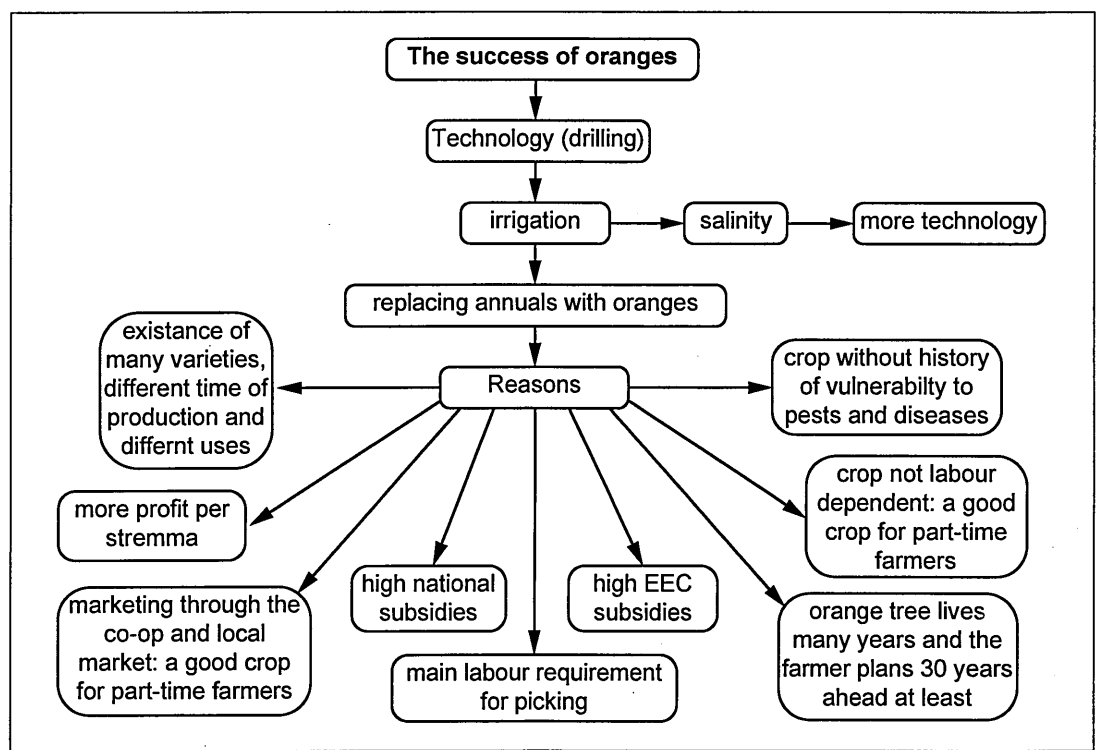 The success of oranges
Technology (drilling)
irrigation
salinity
more technology
replacing annuals with oranges
Reasons
existance of
many varieties,
different time of
production and
differnt uses
crop without history
of vulnerabilty to
pests and diseases
more profit per
stremma
crop not labour
dependent: a good
crop for part-time
farmers
marketing through the
co-op and local
market: a good crop
for part-time farmers
high national
subsidies
high EEC
subsidies
main labour requirement
for picking
orange tree lives
many years and the
farmer plans 30 years
ahead at least